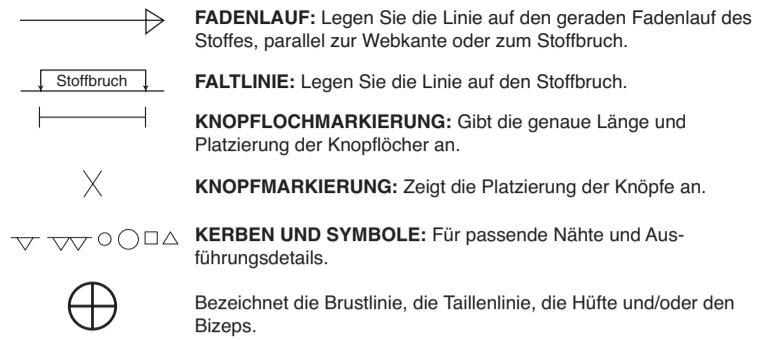 FADENLAUF: Legen Sie die Linie auf den geraden Fadenlauf des
Stoffes, parallel zur Webkante oder zum Stoffbruch.
Stoffbruch
FALTLINIE: Legen Sie die Linie auf den Stoffbruch.
KNOPFLOCHMARKIERUNG: Gibt die genaue Länge und
Platzierung der Knopflöcher an.
KNOPFMARKIERUNG: Zeigt die Platzierung der Knöpfe an.
KERBEN UND SYMBOLE: Für passende Nähte und Aus-
führungsdetails.
Bezeichnet die Brustlinie, die Taillenlinie, die Hüfte und/oder den
Bizeps.